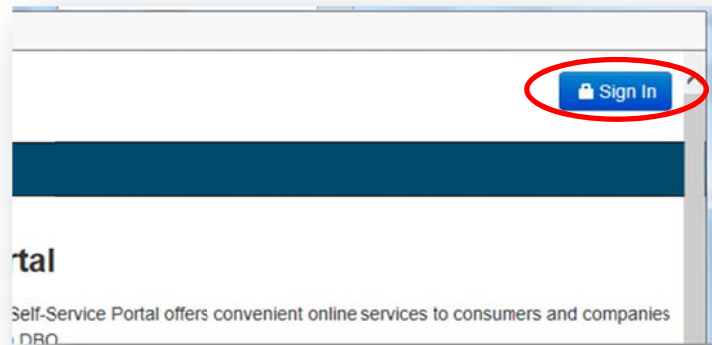 Sign In
rtal
Self-Service Portal offers convenient online services to consumers and companies
DBO